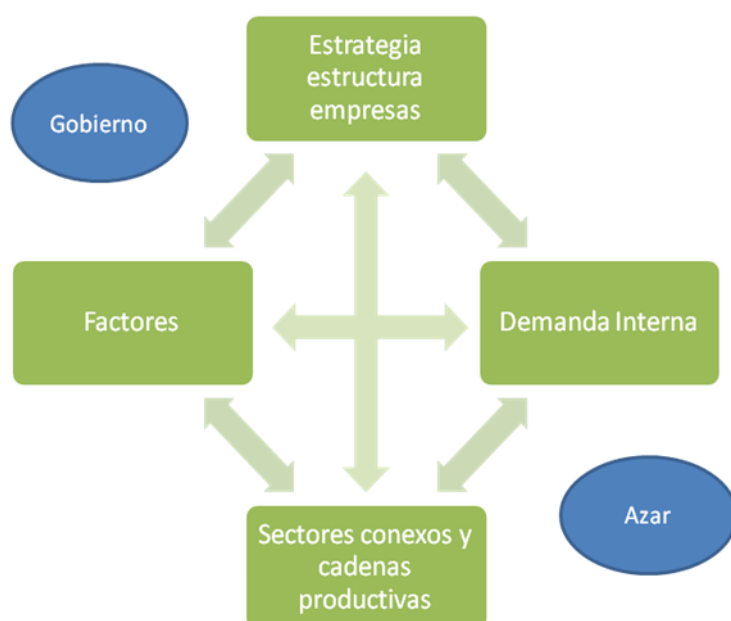 Estrategia
estructura
empresas
Gobierno
Factores
Demanda Interna
Sectores conexos y
cadenas
productivas
Azar